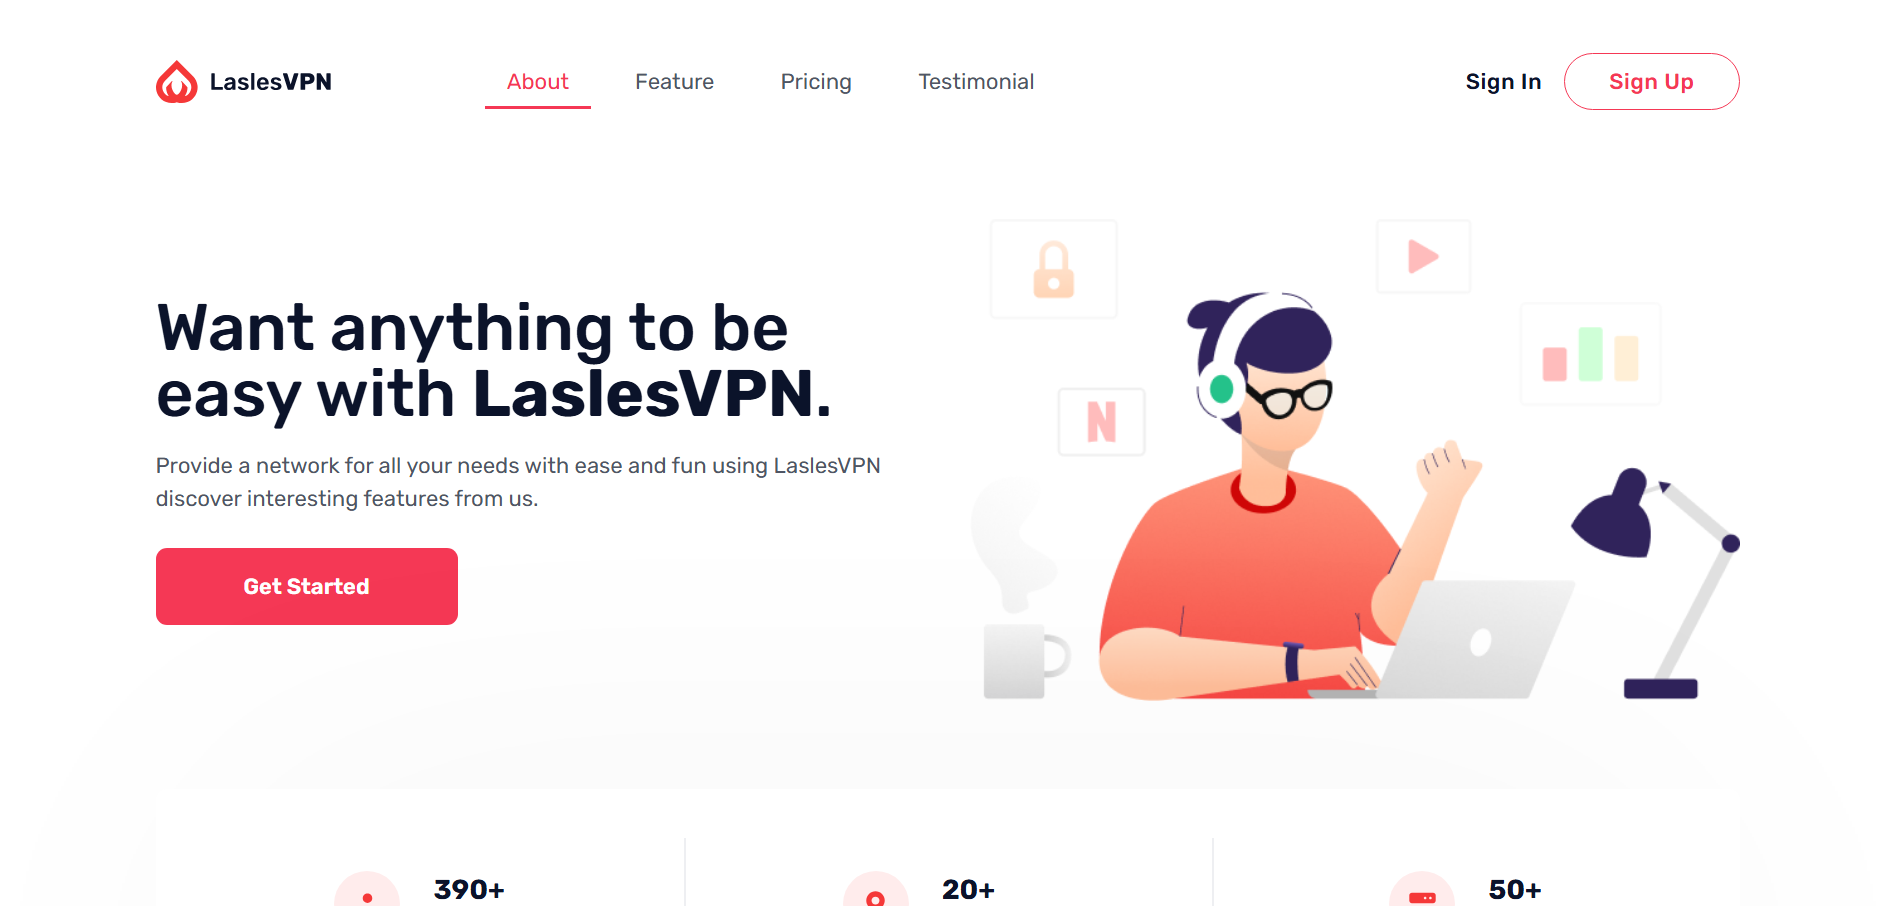 LaslesVPN
About
Feature
Pricing
Testimonial
Sign In
Sign Up
Want anything to be
easy with LaslesVPN.
Provide a network for all your needs with ease and fun using LaslesVPN
discover interesting features from us.
Get Started
N
390+
20+
50+